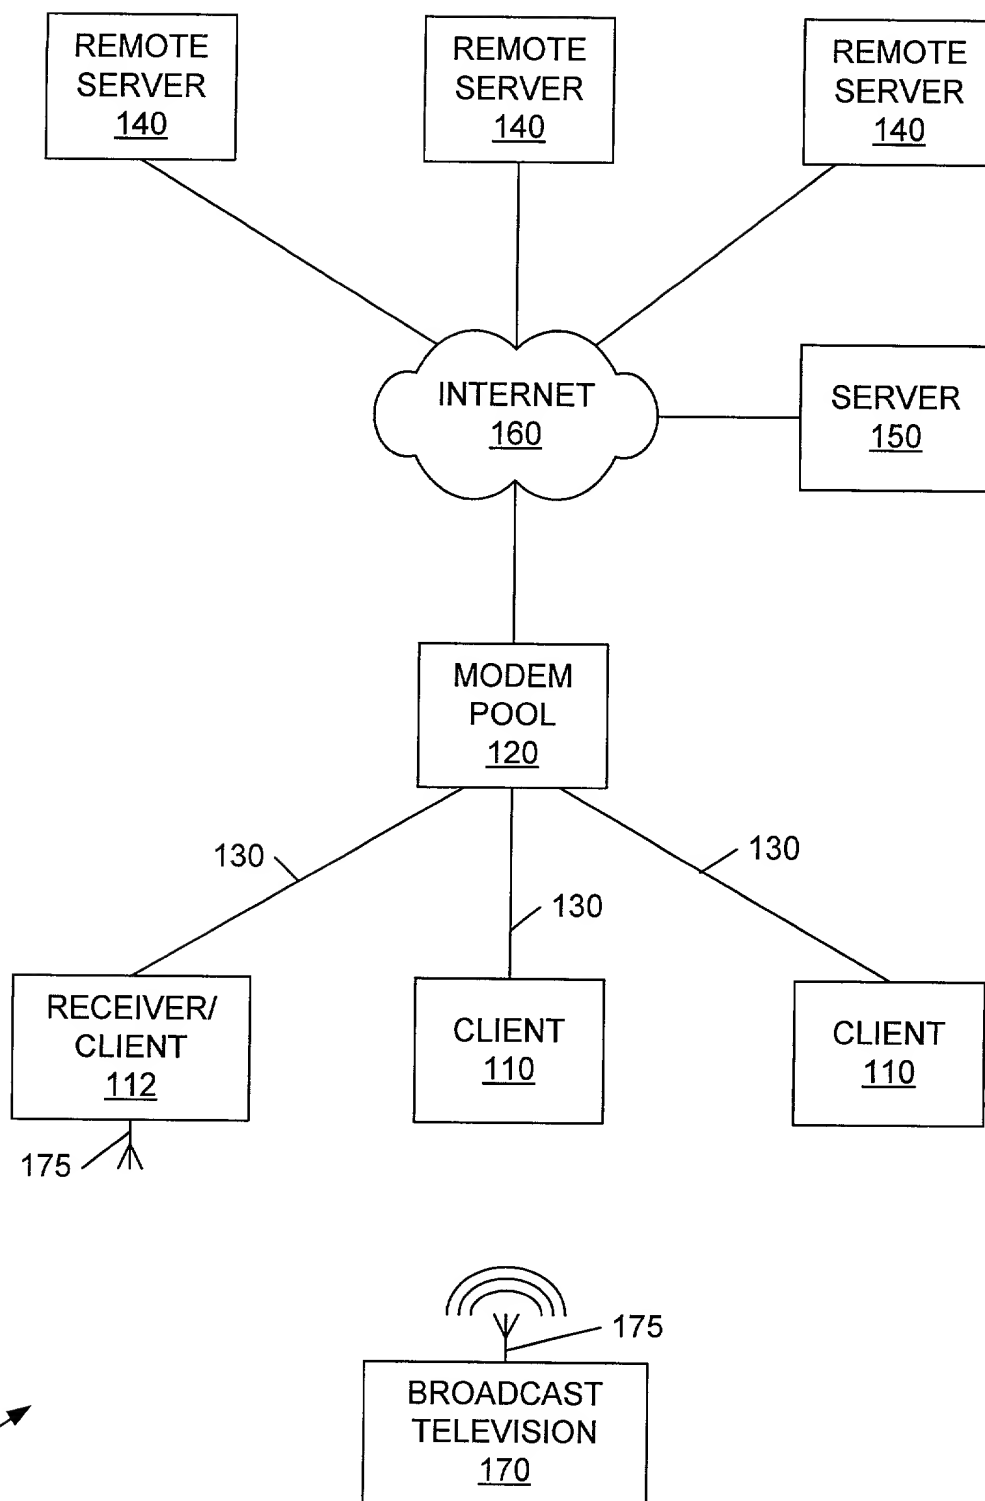 REMOTE
SERVER
140
REMOTE
SERVER
140
REMOTE
SERVER
140
INTERNET
160
SERVER
150
MODEM
POOL
120
130
130
130
RECEIVER/
CLIENT
112
CLIENT
110
CLIENT
110
175
175
BROADCAST
TELEVISION
170